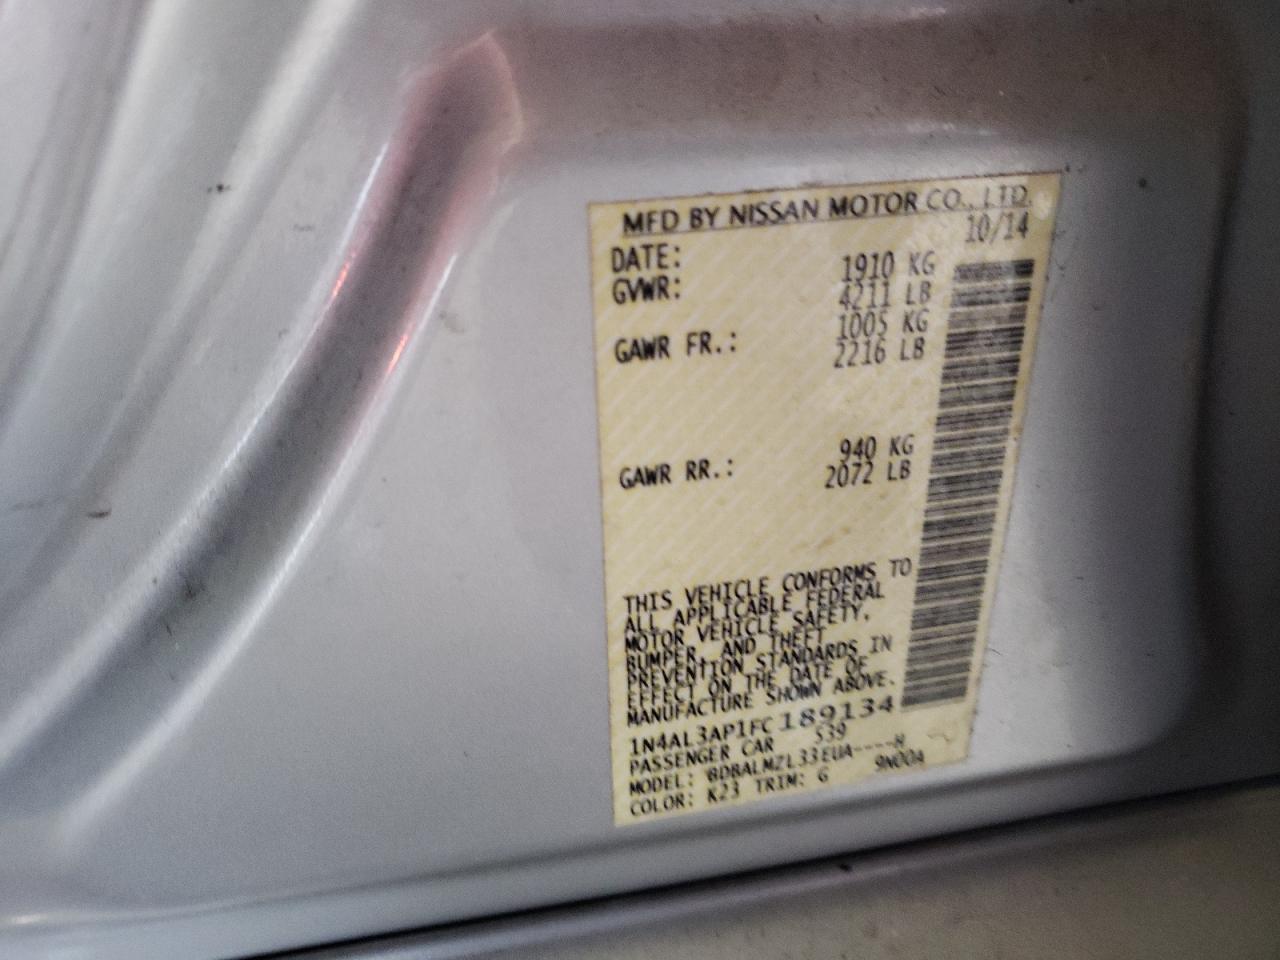 MFD BY NISSAN MOTOR CO., LTD.
DATE: 10/14
GVWR: 1910 KG
4211 LB
GAWR FR.: 1005 KG
2216 LB
GAWR RR.: 940 KG
2072 LB
THIS VEHICLE CONFORMS TO
ALL APPLICABLE FEDERAL
MOTOR VEHICLE SAFETY,
BUMPER, AND THEFT
PREVENTION STANDARDS IN
EFFECT ON THE DATE OF
MANUFACTURE SHOWN ABOVE.
1N4AL3AP1FC189134
PASSENGER CAR 539
MODEL: BDBALMZL33EUA----H
COLOR: K23 TRIM: G 9N00A